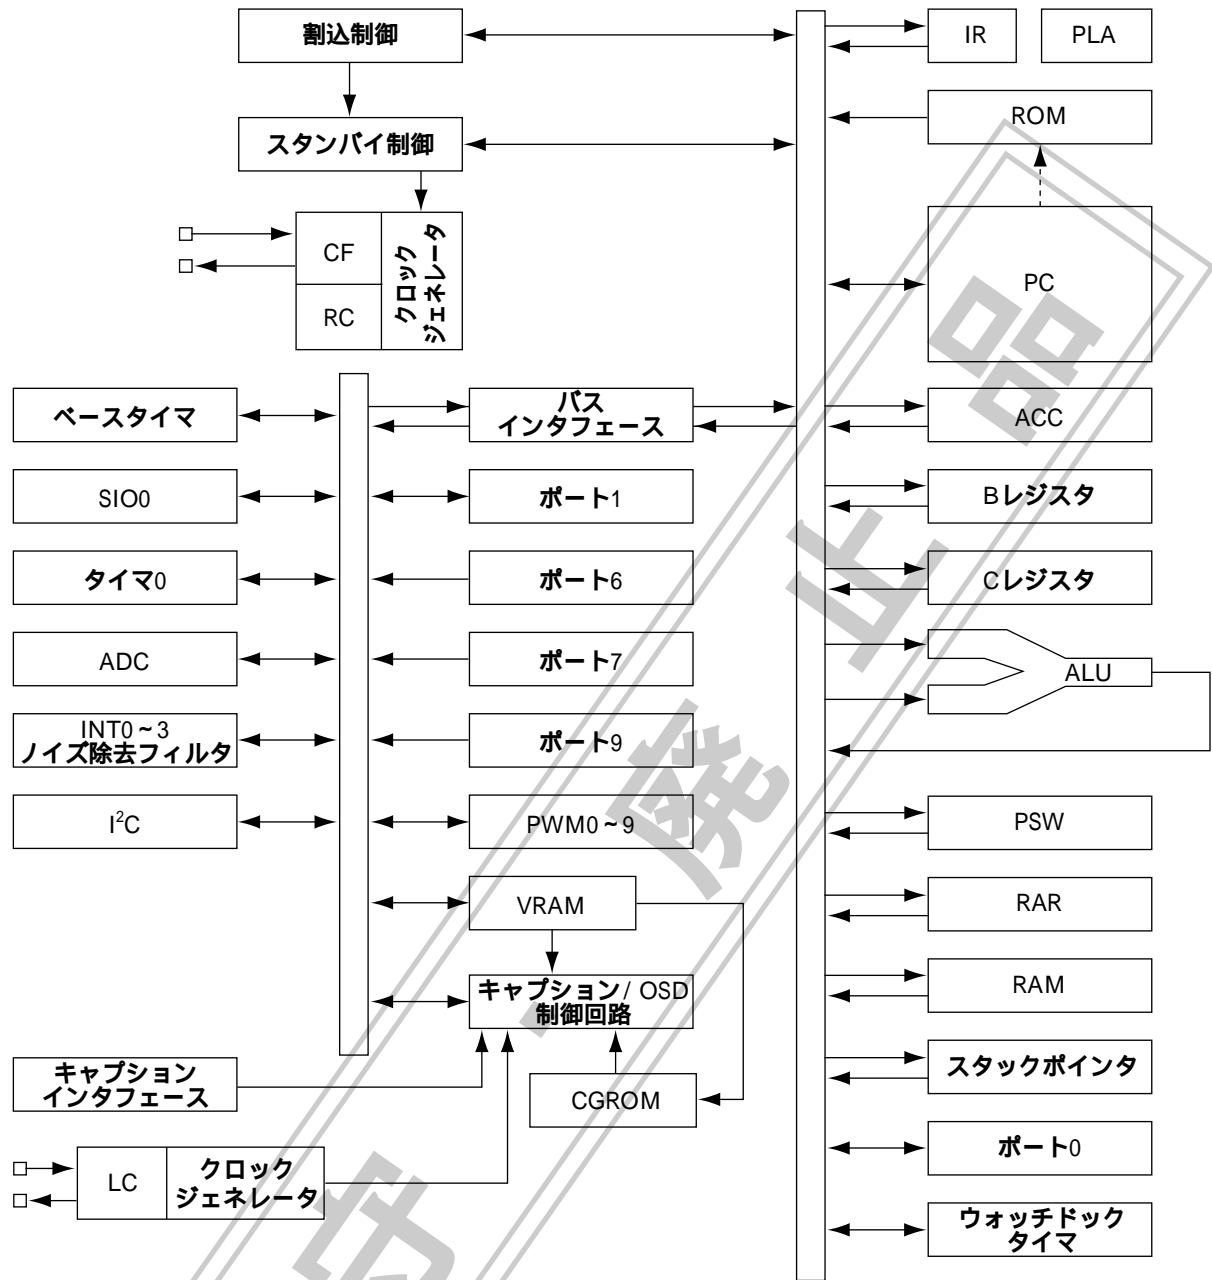 割込制御
IR
PLA
ROM
スタンバイ制御
CF
RC
クロック
ジェネレータ
PC
ベースタイマ
バス
インタフェース
ACC
SIO0
ポート1
Bレジスタ
タイマ0
ポート6
Cレジスタ
ADC
ポート7
ALU
INT0~3
ノイズ除去フィルタ
ポート9
I²C
PWM0~9
PSW
VRAM
RAR
キャプション/ OSD
制御回路
RAM
キャプション
インタフェース
CGROM
スタックポインタ
LC
クロック
ジェネレータ
ポート0
ウォッチドック
タイマ
守
・
廃
止
品